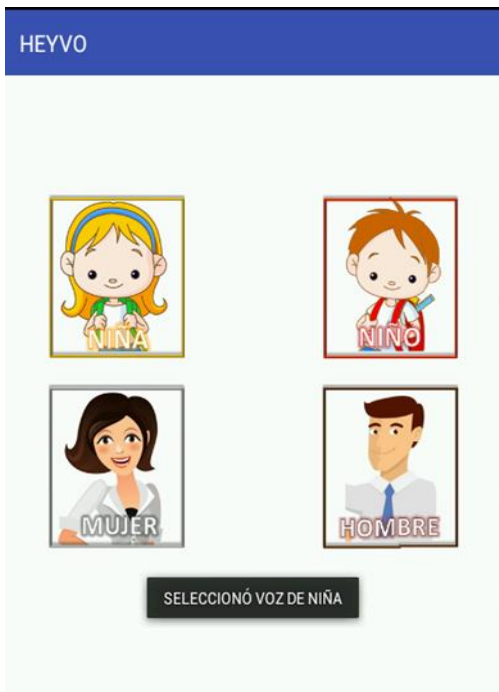 HEYVO
NIÑA
NIÑO
MUJER
HOMBRE
SELECCIONÓ VOZ DE NIÑA